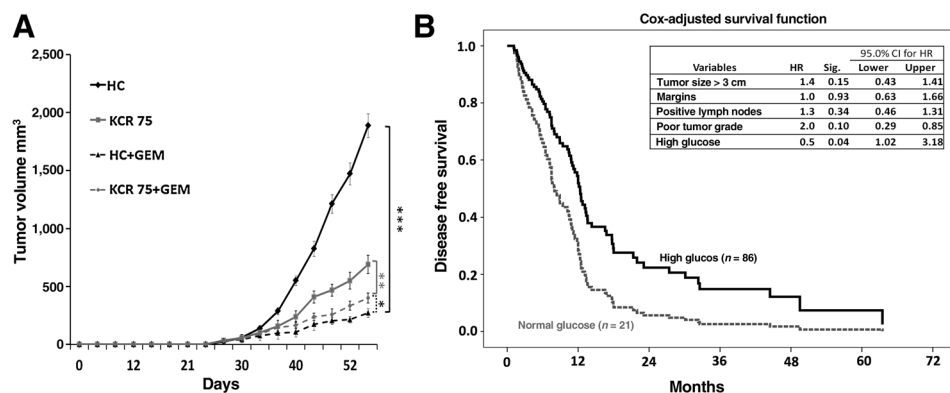 A
2,500
2,000
1,500
1,000
500
0
Tumor volume mm³
HC
KCR 75
HC+GEM
KCR 75+GEM
***
**
*
0 12 21 30 40 52
Days
B
Cox-adjusted survival function
1.0
0.8
0.6
0.4
0.2
0.0
Disease free survival
95.0% CI for HR
Variables HR Sig. Lower Upper
Tumor size > 3 cm 1.4 0.15 0.43 1.41
Margins 1.0 0.93 0.63 1.66
Positive lymph nodes 1.3 0.34 0.46 1.31
Poor tumor grade 2.0 0.10 0.29 0.85
High glucose 0.5 0.04 1.02 3.18
High glucos (n = 86)
Normal glucose (n = 21)
0 12 24 36 48 60 72
Months